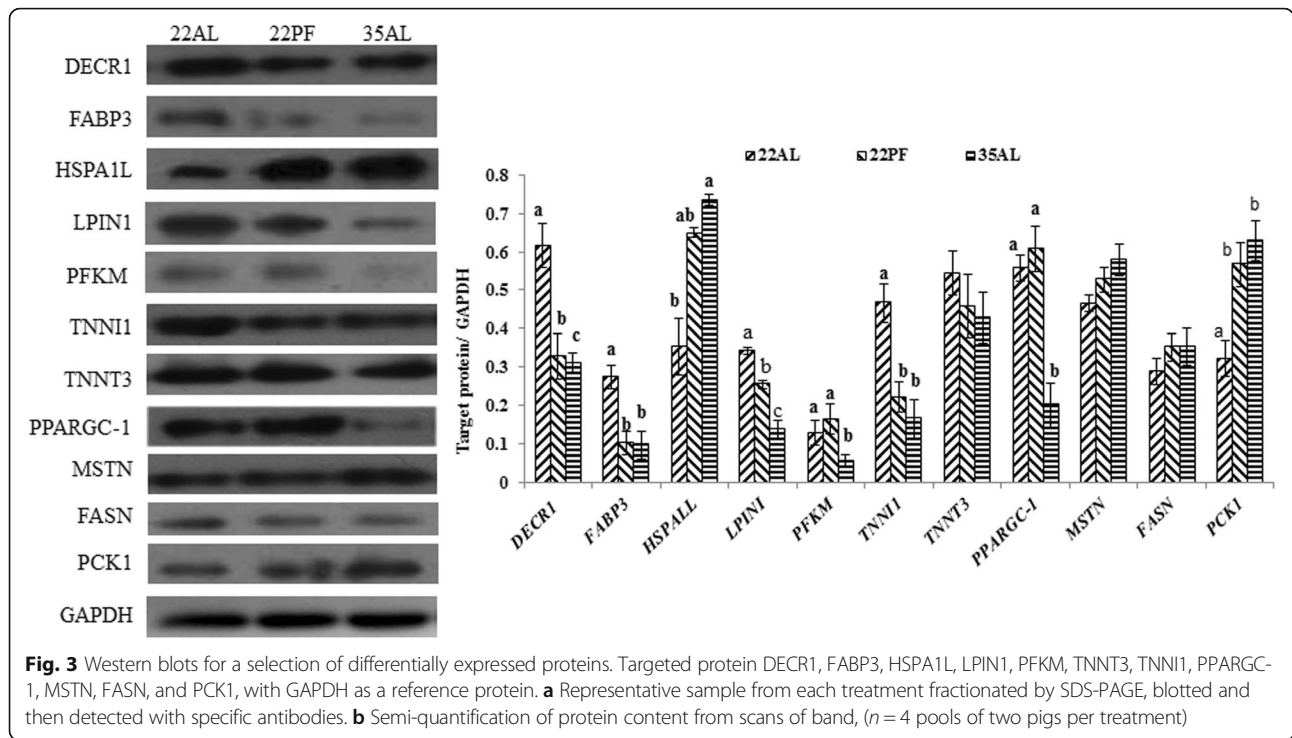 22AL 22PF 35AL
DECR1
FABP3
HSPA1L
LPIN1
PFKM
TNNI1
TNNT3
PPARGC-1
MSTN
FASN
PCK1
GAPDH
22AL 22PF 35AL
Target protein/ GAPDH
0.8
0.7
0.6
0.5
0.4
0.3
0.2
0.1
0
a b c
a b b
b ab a
a b c
a a b
a b b
a a b
a b b
DECR1 FABP3 HSPALL LPINI PFKM TNNI1 TNNT3 PPARGC-1 MSTN FASN PCK1
Fig. 3 Western blots for a selection of differentially expressed proteins. Targeted protein DECR1, FABP3, HSPA1L, LPIN1, PFKM, TNNT3, TNNI1, PPARGC-
1, MSTN, FASN, and PCK1, with GAPDH as a reference protein. a Representative sample from each treatment fractionated by SDS-PAGE, blotted and
then detected with specific antibodies. b Semi-quantification of protein content from scans of band, (n = 4 pools of two pigs per treatment)